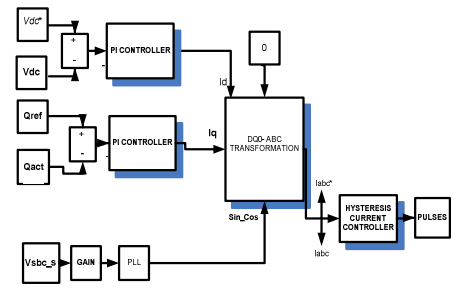 Vdc*
+
-
Vdc
-
PI CONTROLLER
Id
0
Qref
+
-
Qact
-
PI CONTROLLER
Iq
DQ0- ABC
TRANSFORMATION
Sin_Cos
Iabc*
Iabc
HYSTERESIS
CURRENT
CONTROLLER
PULSES
Vsbc_s
GAIN
PLL